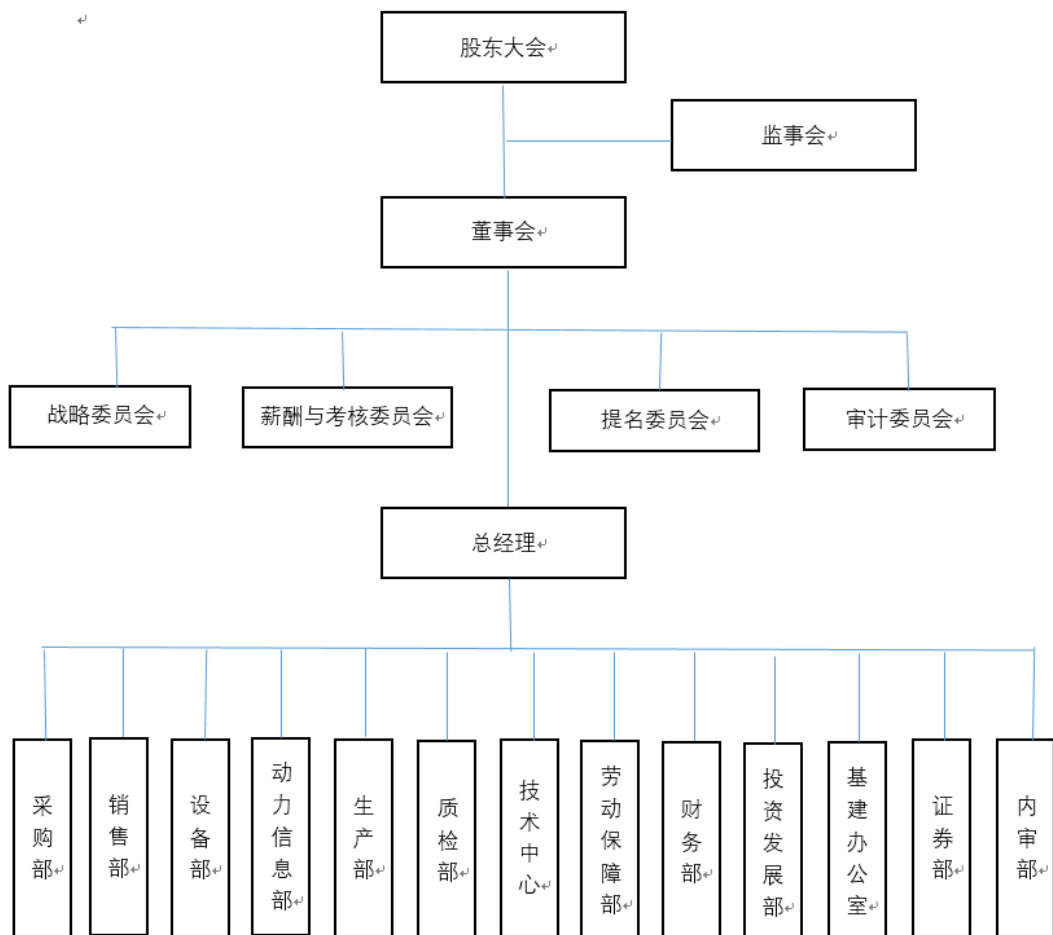 股东大会
监事会
董事会
战略委员会
薪酬与考核委员会
提名委员会
审计委员会
总经理
采购部
销售部
设备部
动力信息部
生产部
质检部
技术中心
劳动保障部
财务部
投资发展部
基建办公室
证券部
内审部